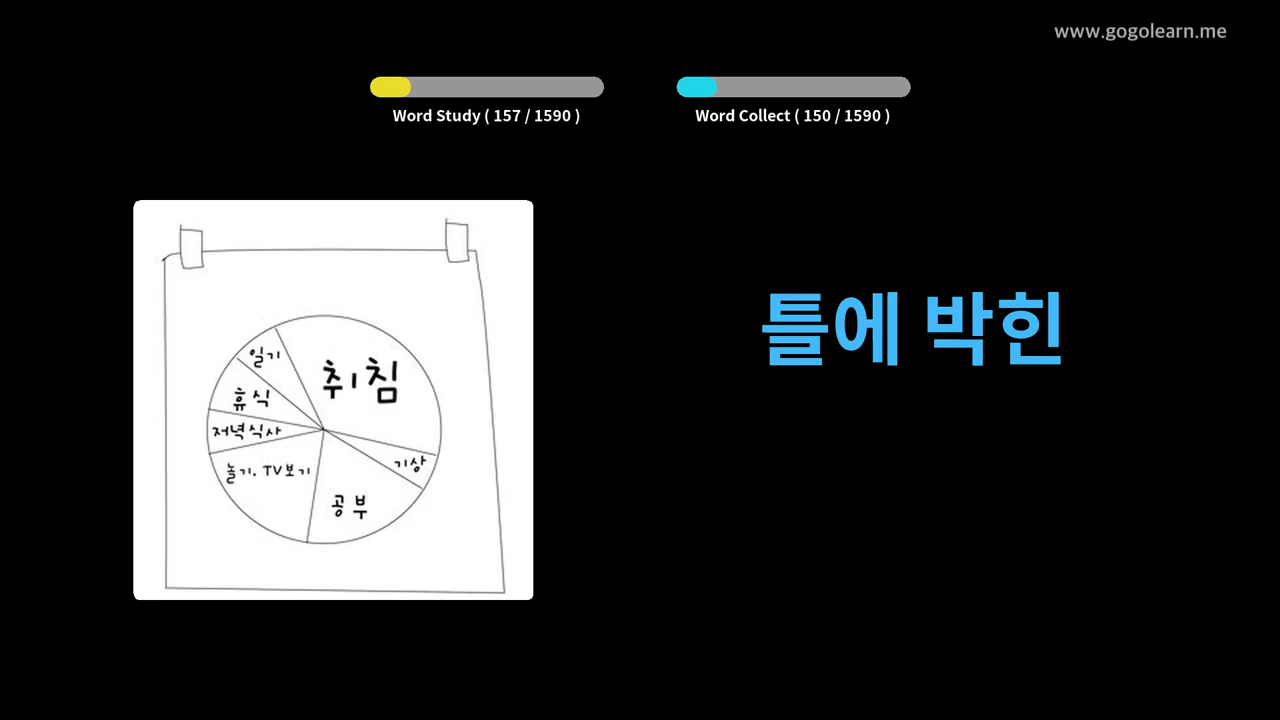 www.gogolearn.me
Word Study ( 157 / 1590 )
Word Collect ( 150 / 1590 )
틀에 박힌
일기
취침
휴식
저녁식사
기상
놀기. TV보기
공부